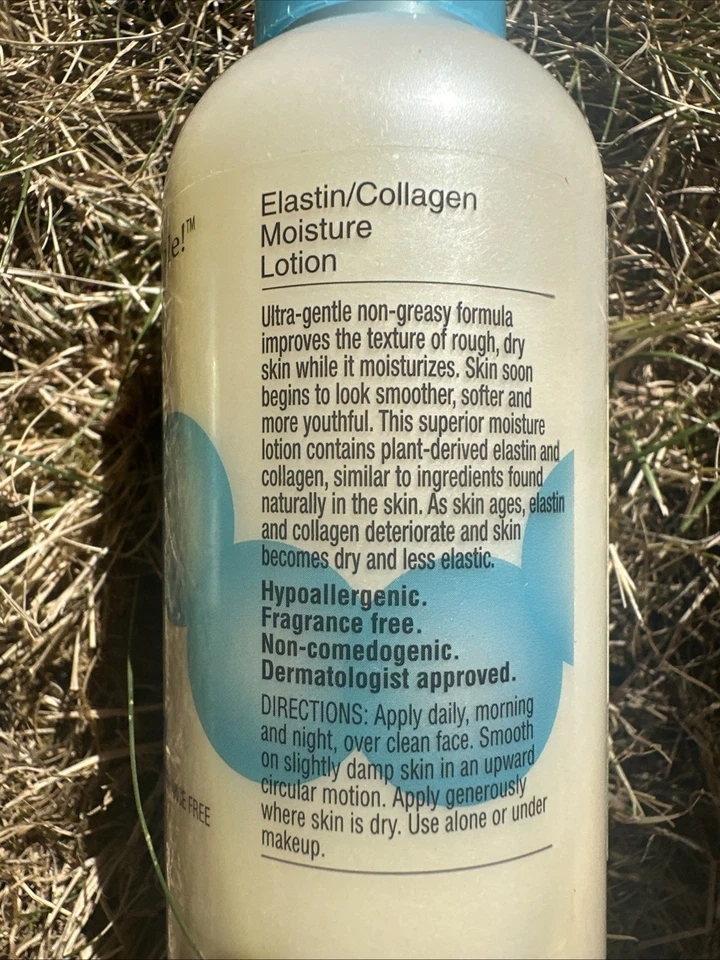 Elastin/Collagen
Moisture
Lotion
Ultra-gentle non-greasy formula
improves the texture of rough, dry
skin while it moisturizes. Skin soon
begins to look smoother, softer and
more youthful. This superior moisture
lotion contains plant-derived elastin and
collagen, similar to ingredients found
naturally in the skin. As skin ages, elastin
and collagen deteriorate and skin
becomes dry and less elastic.
Hypoallergenic.
Fragrance free.
Non-comedogenic.
Dermatologist approved.
DIRECTIONS: Apply daily, morning
and night, over clean face. Smooth
on slightly damp skin in an upward
circular motion. Apply generously
where skin is dry. Use alone or under
makeup.
FREE